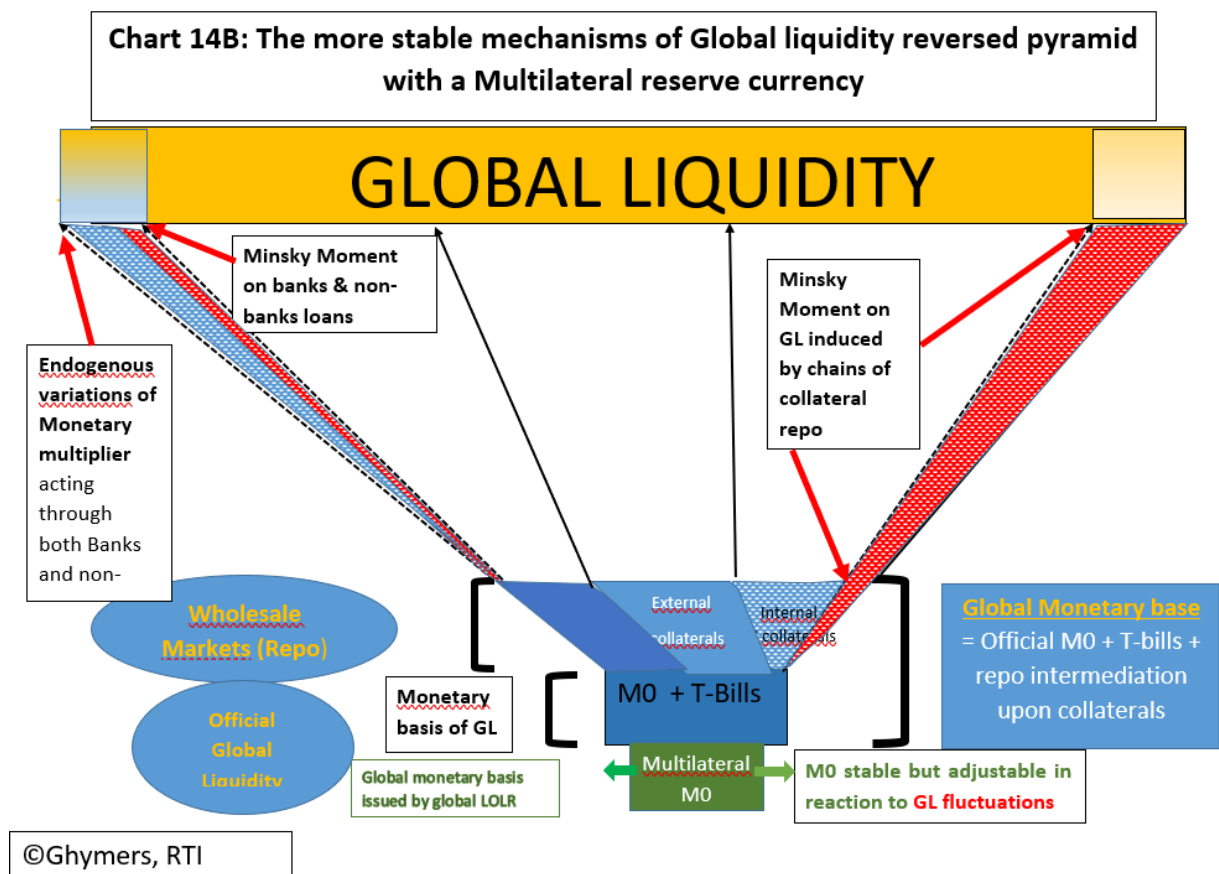 Chart 14B: The more stable mechanisms of Global liquidity reversed pyramid
with a Multilateral reserve currency
GLOBAL LIQUIDITY
Minsky Moment
on banks & non-
banks loans
Minsky
Moment on
GL induced
by chains of
collateral
repo
Endogenous
variations of
Monetary
multiplier
acting
through
both Banks
and non-
Wholesale
Markets (Repo)
External
collaterals
Internal
collaterals
Global Monetary base
= Official M0 + T-bills +
repo intermediation
upon collaterals
Monetary
basis of GL
M0 + T-Bills
Official
Global
Liquidity
Global monetary basis
issued by global LOLR
Multilateral
M0
M0 stable but adjustable in
reaction to GL fluctuations
©Ghymers, RTI